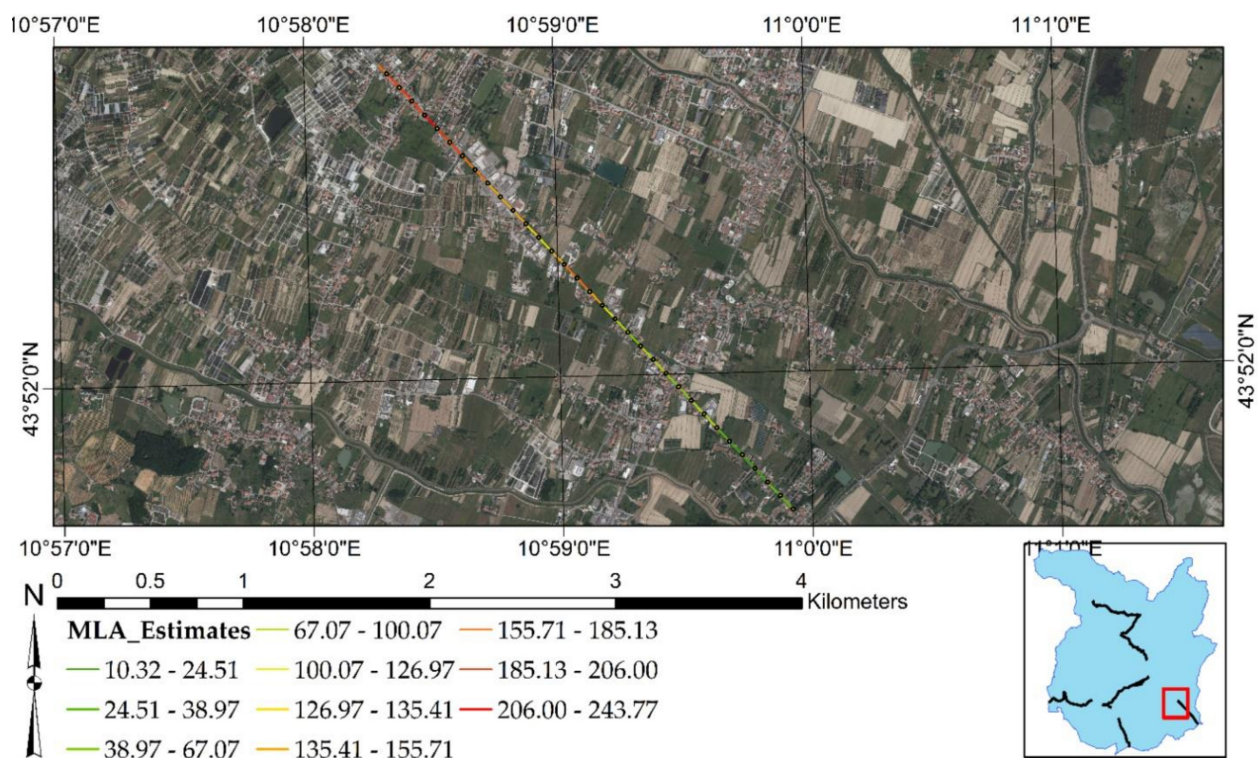 10°57'0"E 10°58'0"E 10°59'0"E 11°0'0"E 11°1'0"E
43°52'0"N
43°52'0"N
10°57'0"E 10°58'0"E 10°59'0"E 11°0'0"E 11°1'0"E
0 0.5 1 2 3 4
Kilometers
N
MLA_Estimates
10.32 - 24.51
24.51 - 38.97
38.97 - 67.07
67.07 - 100.07
100.07 - 126.97
126.97 - 135.41
135.41 - 155.71
155.71 - 185.13
185.13 - 206.00
206.00 - 243.77